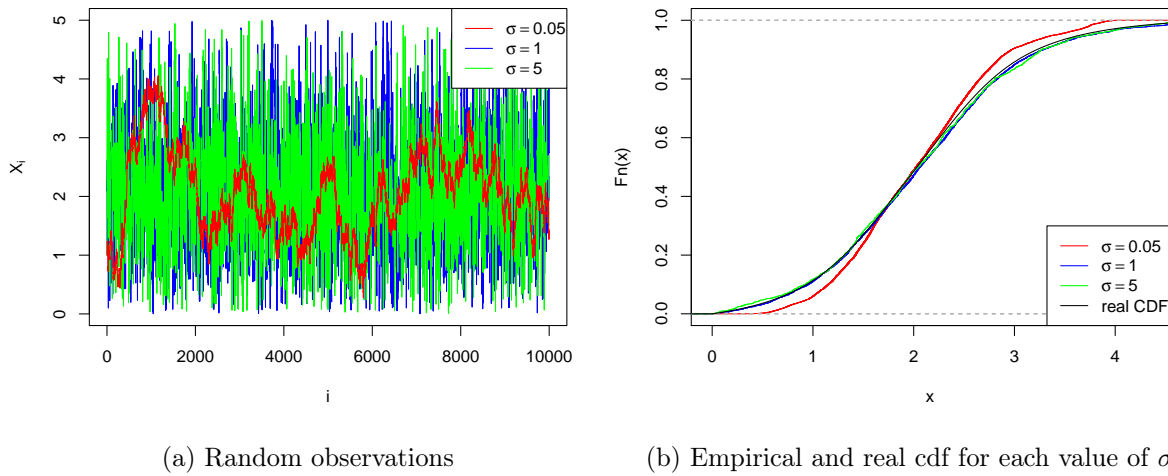 X_i
5
4
3
2
1
0
0 2000 4000 6000 8000 10000
i
σ = 0.05
σ = 1
σ = 5
(a) Random observations
Fn(x)
1.0
0.8
0.6
0.4
0.2
0.0
0 1 2 3 4
x
σ = 0.05
σ = 1
σ = 5
real CDF
(b) Empirical and real cdf for each value of σ